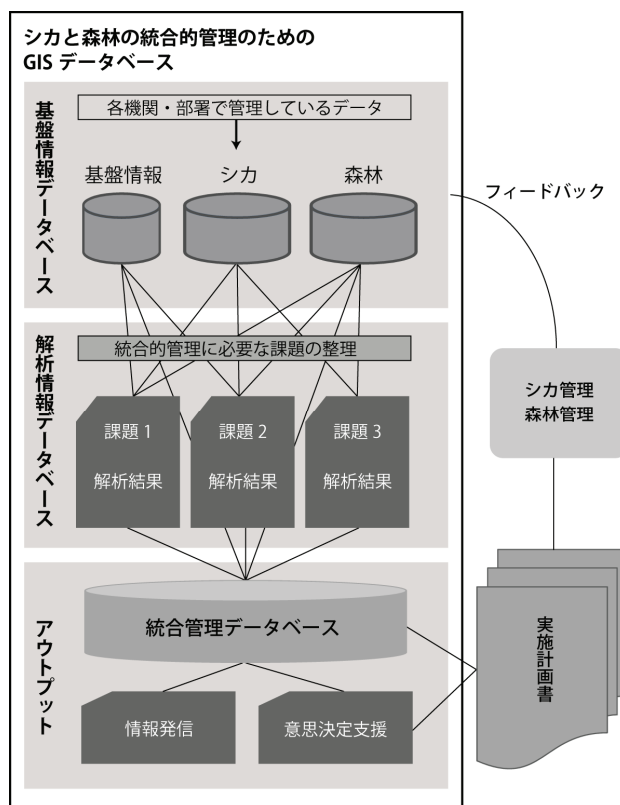 シカと森林の統合的管理のための
GIS データベース
基盤情報データベース
各機関・部署で管理しているデータ
基盤情報
シカ
森林
フィードバック
解析情報データベース
統合的管理に必要な課題の整理
課題 1
解析結果
課題 2
解析結果
課題 3
解析結果
シカ管理
森林管理
アウトプット
統合管理データベース
情報発信
意思決定支援
実施計画書